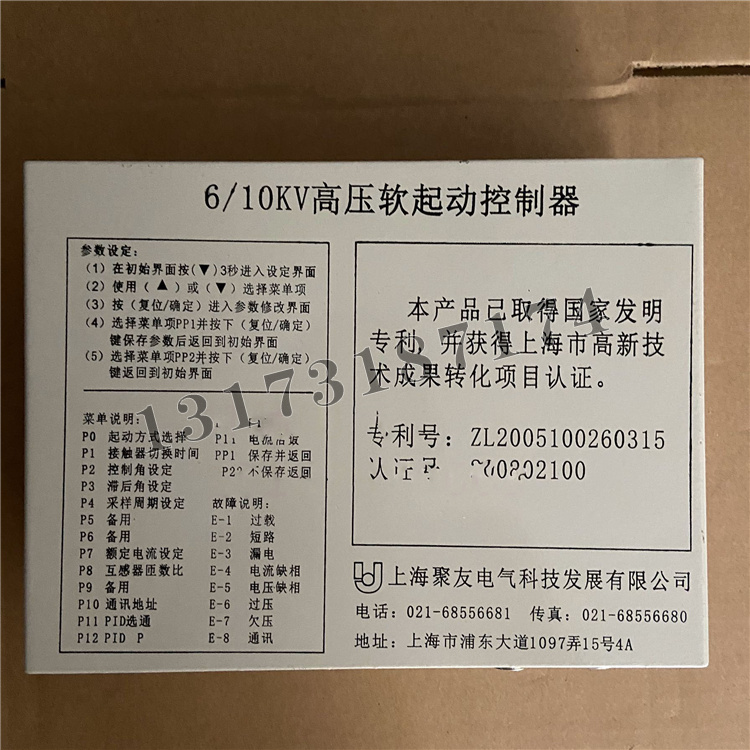 6/10KV高压软起动控制器
参数设定：
(1) 在初始界面按(▼)3秒进入设定界面
(2) 使用(▲)或(▼)选择菜单项
(3) 按(复位/确定)进入参数修改界面
(4) 选择菜单项PP1并按下(复位/确定)
键保存参数后返回到初始界面
(5) 选择菜单项PP2并按下(复位/确定)
键返回到初始界面
菜单说明：
P0 起动方式选择
P1 接触器切换时间
P2 控制角设定
P3 滞后角设定
P4 采样周期设定
P5 备用
P6 备用
P7 额定电流设定
P8 互感器匝数比
P9 备用
P10 通讯地址
P11 PID选通
P12 PID P
电流
PP1 保存并返回
不保存返回
故障说明：
E-1 过载
E-2 短路
E-3 漏电
E-4 电流缺相
E-5 电压缺相
E-6 过压
E-7 欠压
E-8 通讯
本产品已取得国家发明
专利，并获得上海市高新技
术成果转化项目认证。
专利号：ZL2005100260315
上海聚友电气科技发展有限公司
电话：021-68556681 传真：021-68556680
地址：上海市浦东大道1097弄15号4A
13173187174